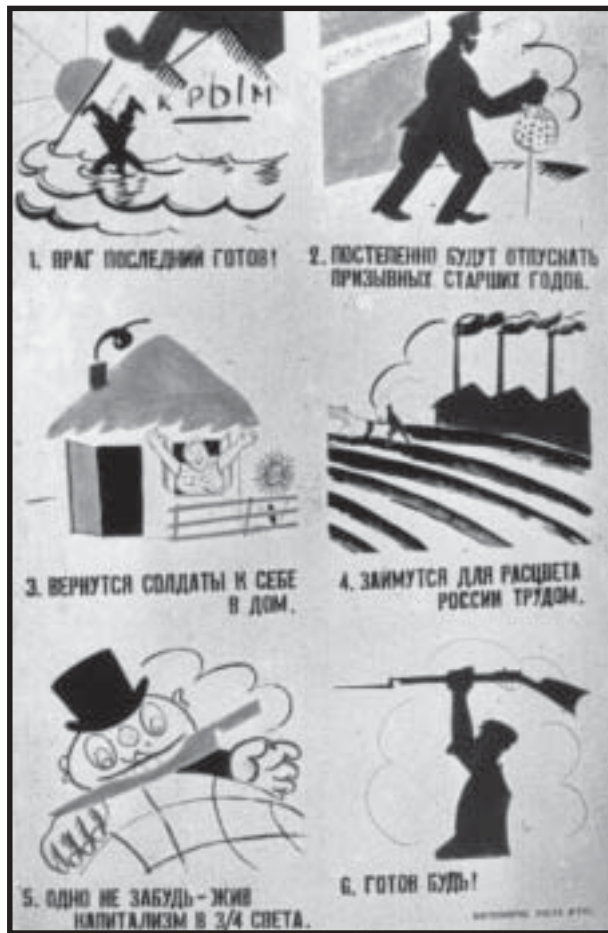 КРЫМ
1. ВРАГ ПОСЛЕДНИЙ ГОТОВ!
2. ПОСТЕПЕННО БУДУТ ОТПУСКАТЬ
ПРИЗЫВНЫХ СТАРШИХ ГОДОВ.
3. ВЕРНУТСЯ СОЛДАТЫ К СЕБЕ
В ДОМ.
4. ЗАЙМУТСЯ ДЛЯ РАСЦВЕТА
РОССИИ ТРУДОМ.
5. ОДНО НЕ ЗАБУДЬ – ЖИВ
КАПИТАЛИЗМ В 3/4 СВЕТА.
6. ГОТОВ БУДЬ!